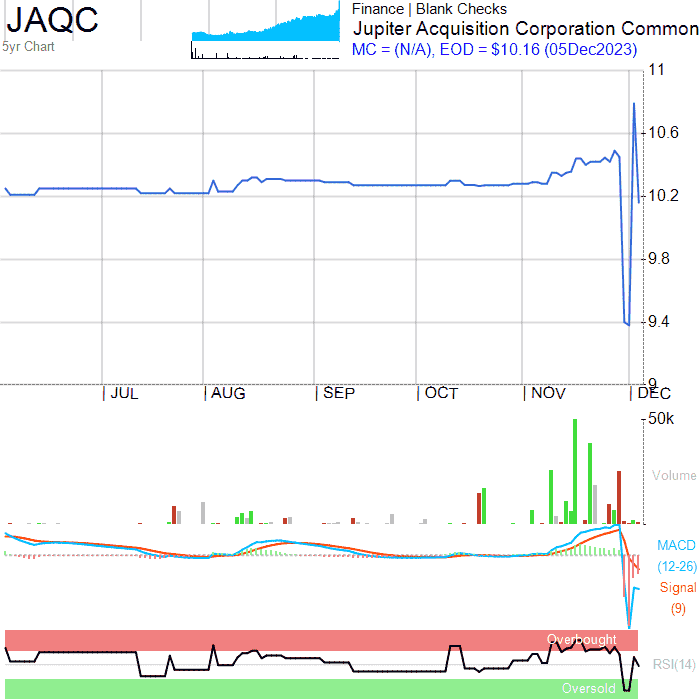 JAQC
5yr Chart
Finance | Blank Checks
Jupiter Acquisition Corporation Common
MC = (N/A), EOD = $10.16 (05Dec2023)
11
10.6
10.2
9.8
9.4
9
JUL AUG SEP OCT NOV DEC
50k
Volume
MACD
(12-26)
Signal
(9)
Overbought
RSI(14)
Oversold